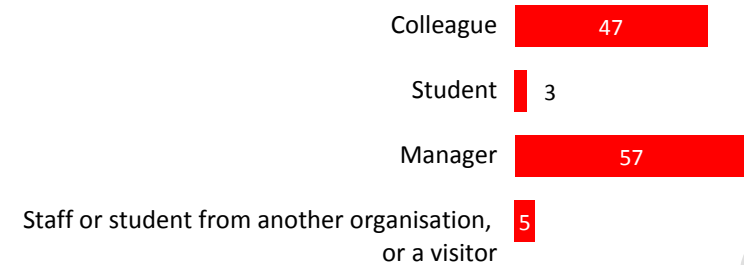 Colleague 47
Student 3
Manager 57
Staff or student from another organisation, 5
or a visitor